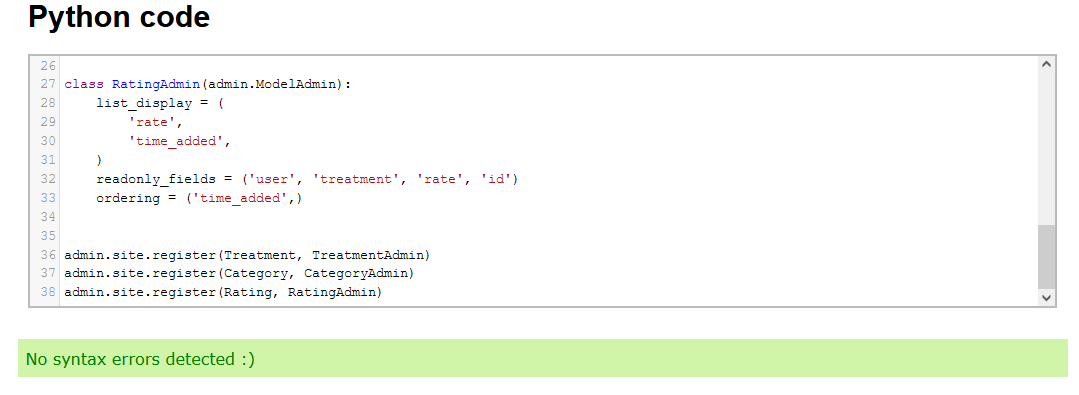 Python code
26
27 class RatingAdmin(admin.ModelAdmin):
28     list_display = (
29         'rate',
30         'time_added',
31     )
32     readonly_fields = ('user', 'treatment', 'rate', 'id')
33     ordering = ('time_added',)
34
35
36 admin.site.register(Treatment, TreatmentAdmin)
37 admin.site.register(Category, CategoryAdmin)
38 admin.site.register(Rating, RatingAdmin)
No syntax errors detected :)